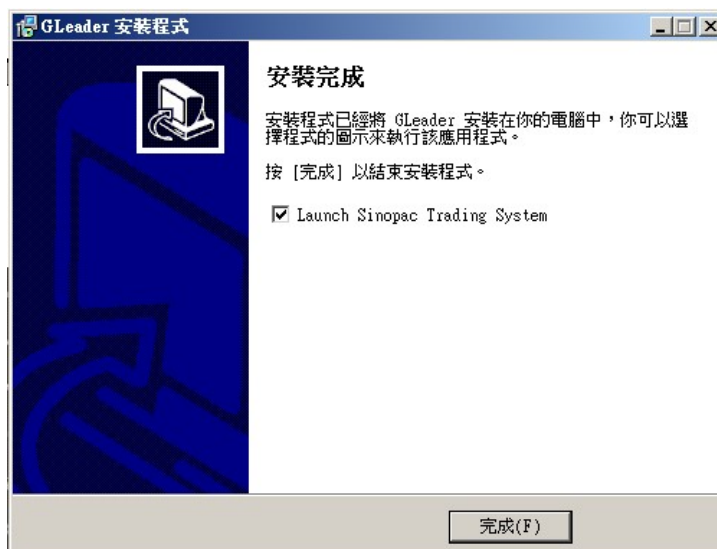 GLeader 安裝程式
安裝完成
安裝程式已經將 GLeader 安裝在你的電腦中，你可以選
擇程式的圖示來執行該應用程式。
按 [完成] 以結束安裝程式。
Launch Sinopac Trading System
完成(F)